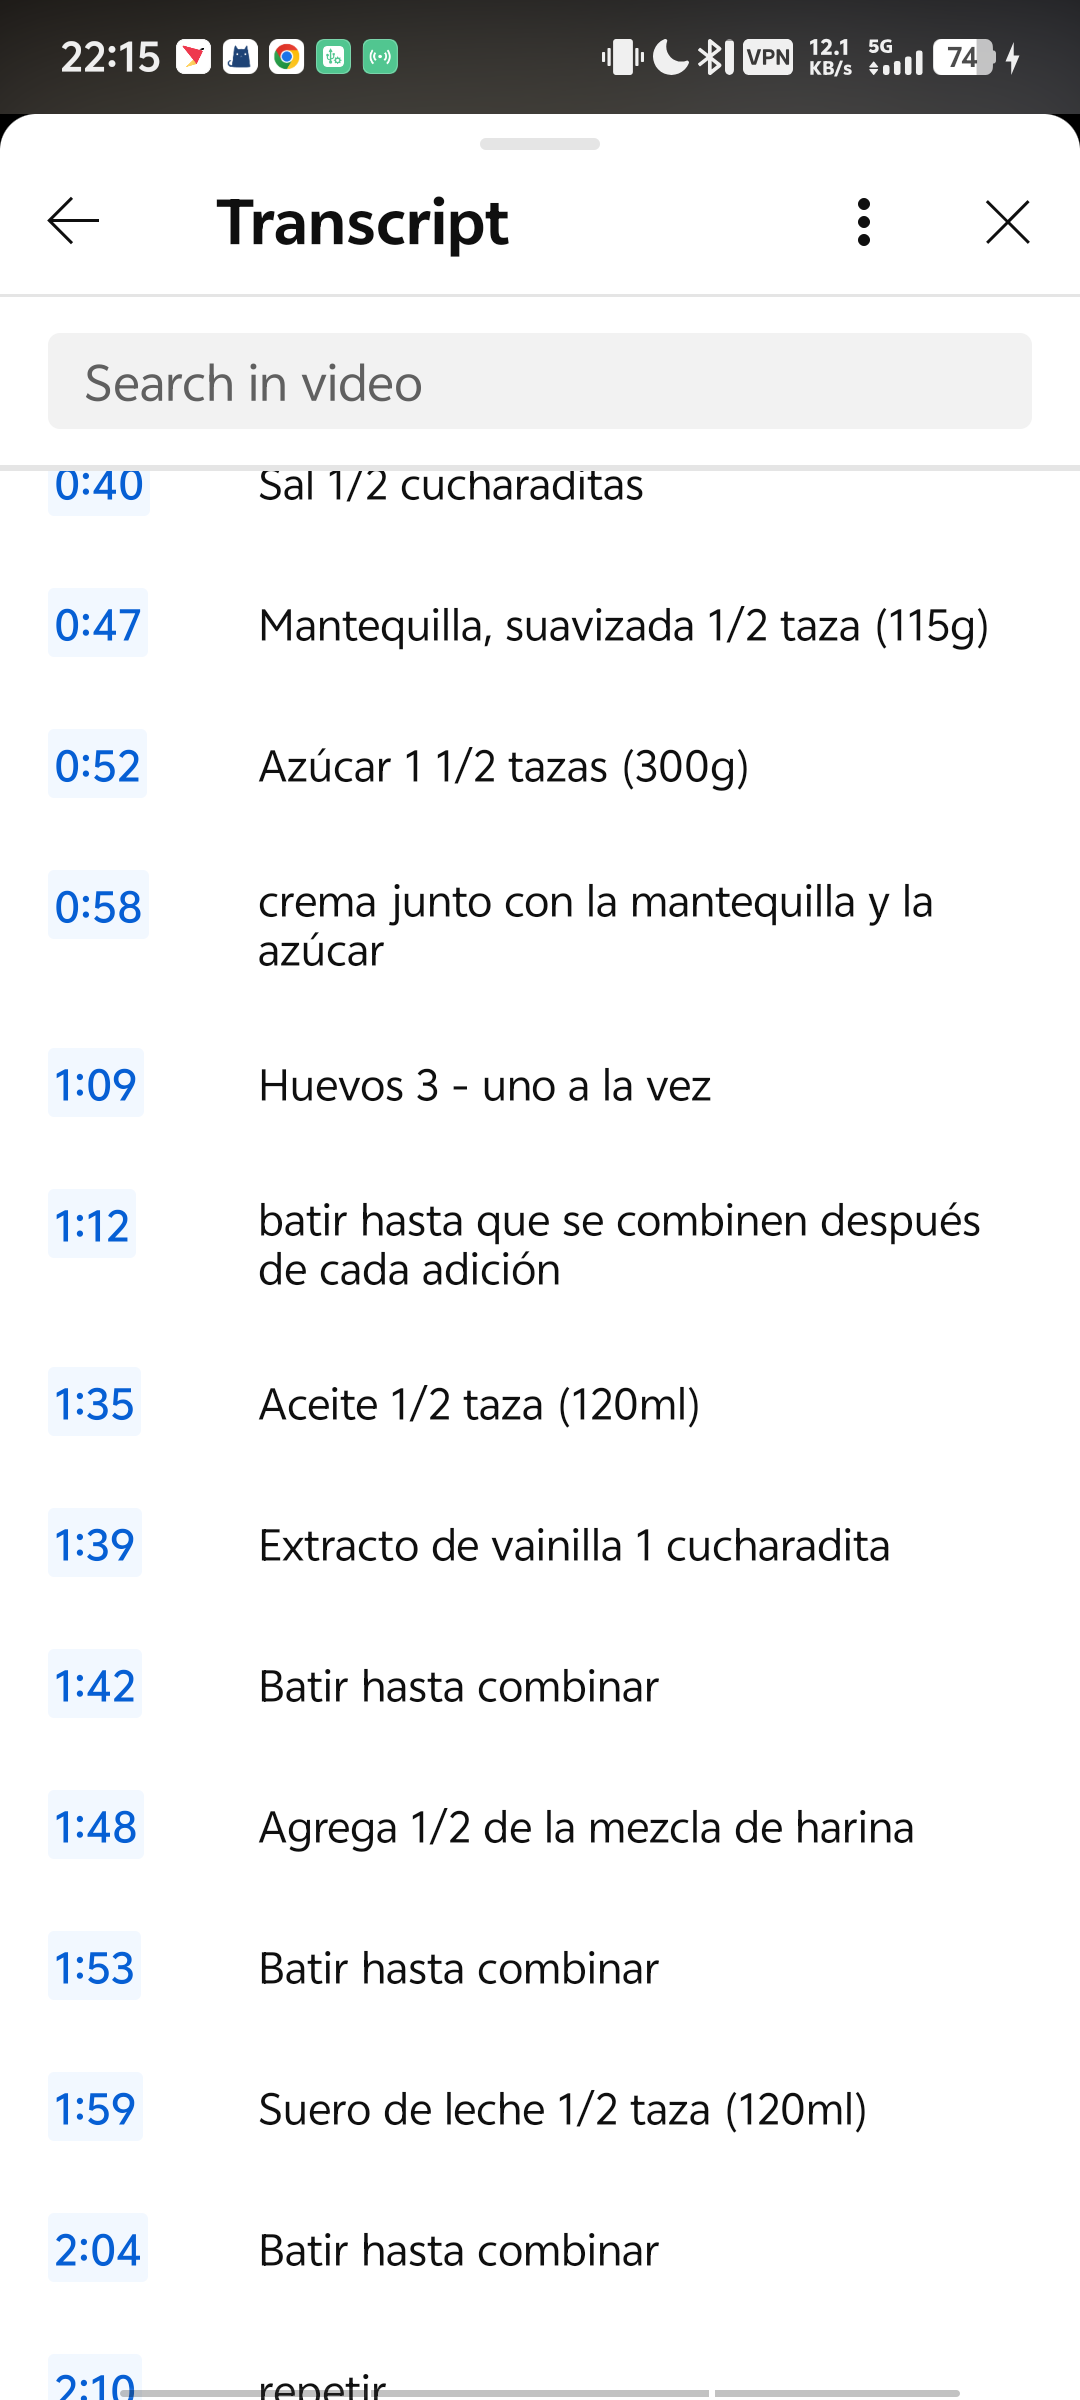 22:15
VPN
12.1
KB/s
5G
74
Transcript
Search in video
0:40
Sal 1/2 cucharaditas
0:47
Mantequilla, suavizada 1/2 taza (115g)
0:52
Azúcar 1 1/2 tazas (300g)
0:58
crema junto con la mantequilla y la
azúcar
1:09
Huevos 3 - uno a la vez
1:12
batir hasta que se combinen después
de cada adición
1:35
Aceite 1/2 taza (120ml)
1:39
Extracto de vainilla 1 cucharadita
1:42
Batir hasta combinar
1:48
Agrega 1/2 de la mezcla de harina
1:53
Batir hasta combinar
1:59
Suero de leche 1/2 taza (120ml)
2:04
Batir hasta combinar
2:10
repetir